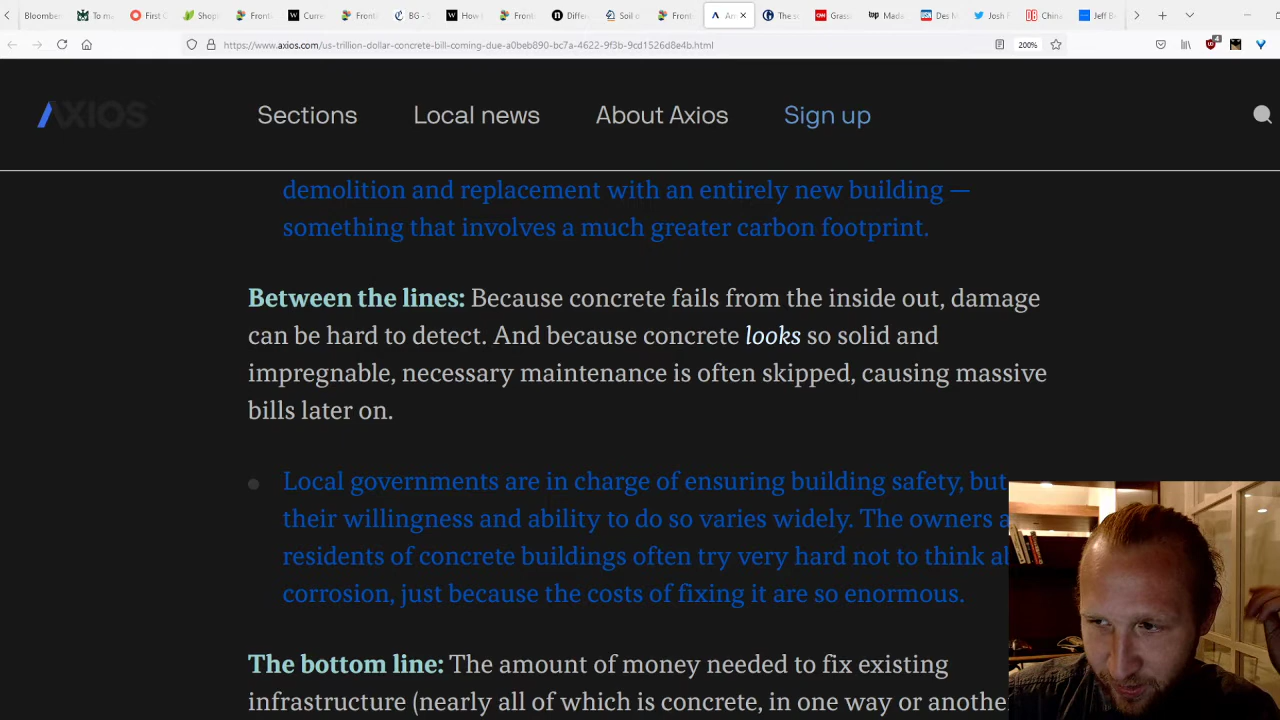 Bloomber
To ma
First C
Shop
Fronti
Curre
Fronti
BG - S
How I
Fronti
Differ
Soil o
Front
An
The s
Grass
Mada
Des M
Josh F
China
Jeff B
https://www.axios.com/us-trillion-dollar-concrete-bill-coming-due-a0beb890-bc7a-4622-9f3b-9cd1526d8e4b.html
200%
4
AXIOS
Sections
Local news
About Axios
Sign up
demolition and replacement with an entirely new building —
something that involves a much greater carbon footprint.
Between the lines: Because concrete fails from the inside out, damage
can be hard to detect. And because concrete looks so solid and
impregnable, necessary maintenance is often skipped, causing massive
bills later on.
Local governments are in charge of ensuring building safety, but
their willingness and ability to do so varies widely. The owners a
residents of concrete buildings often try very hard not to think al
corrosion, just because the costs of fixing it are so enormous.
The bottom line: The amount of money needed to fix existing
infrastructure (nearly all of which is concrete, in one way or anothe